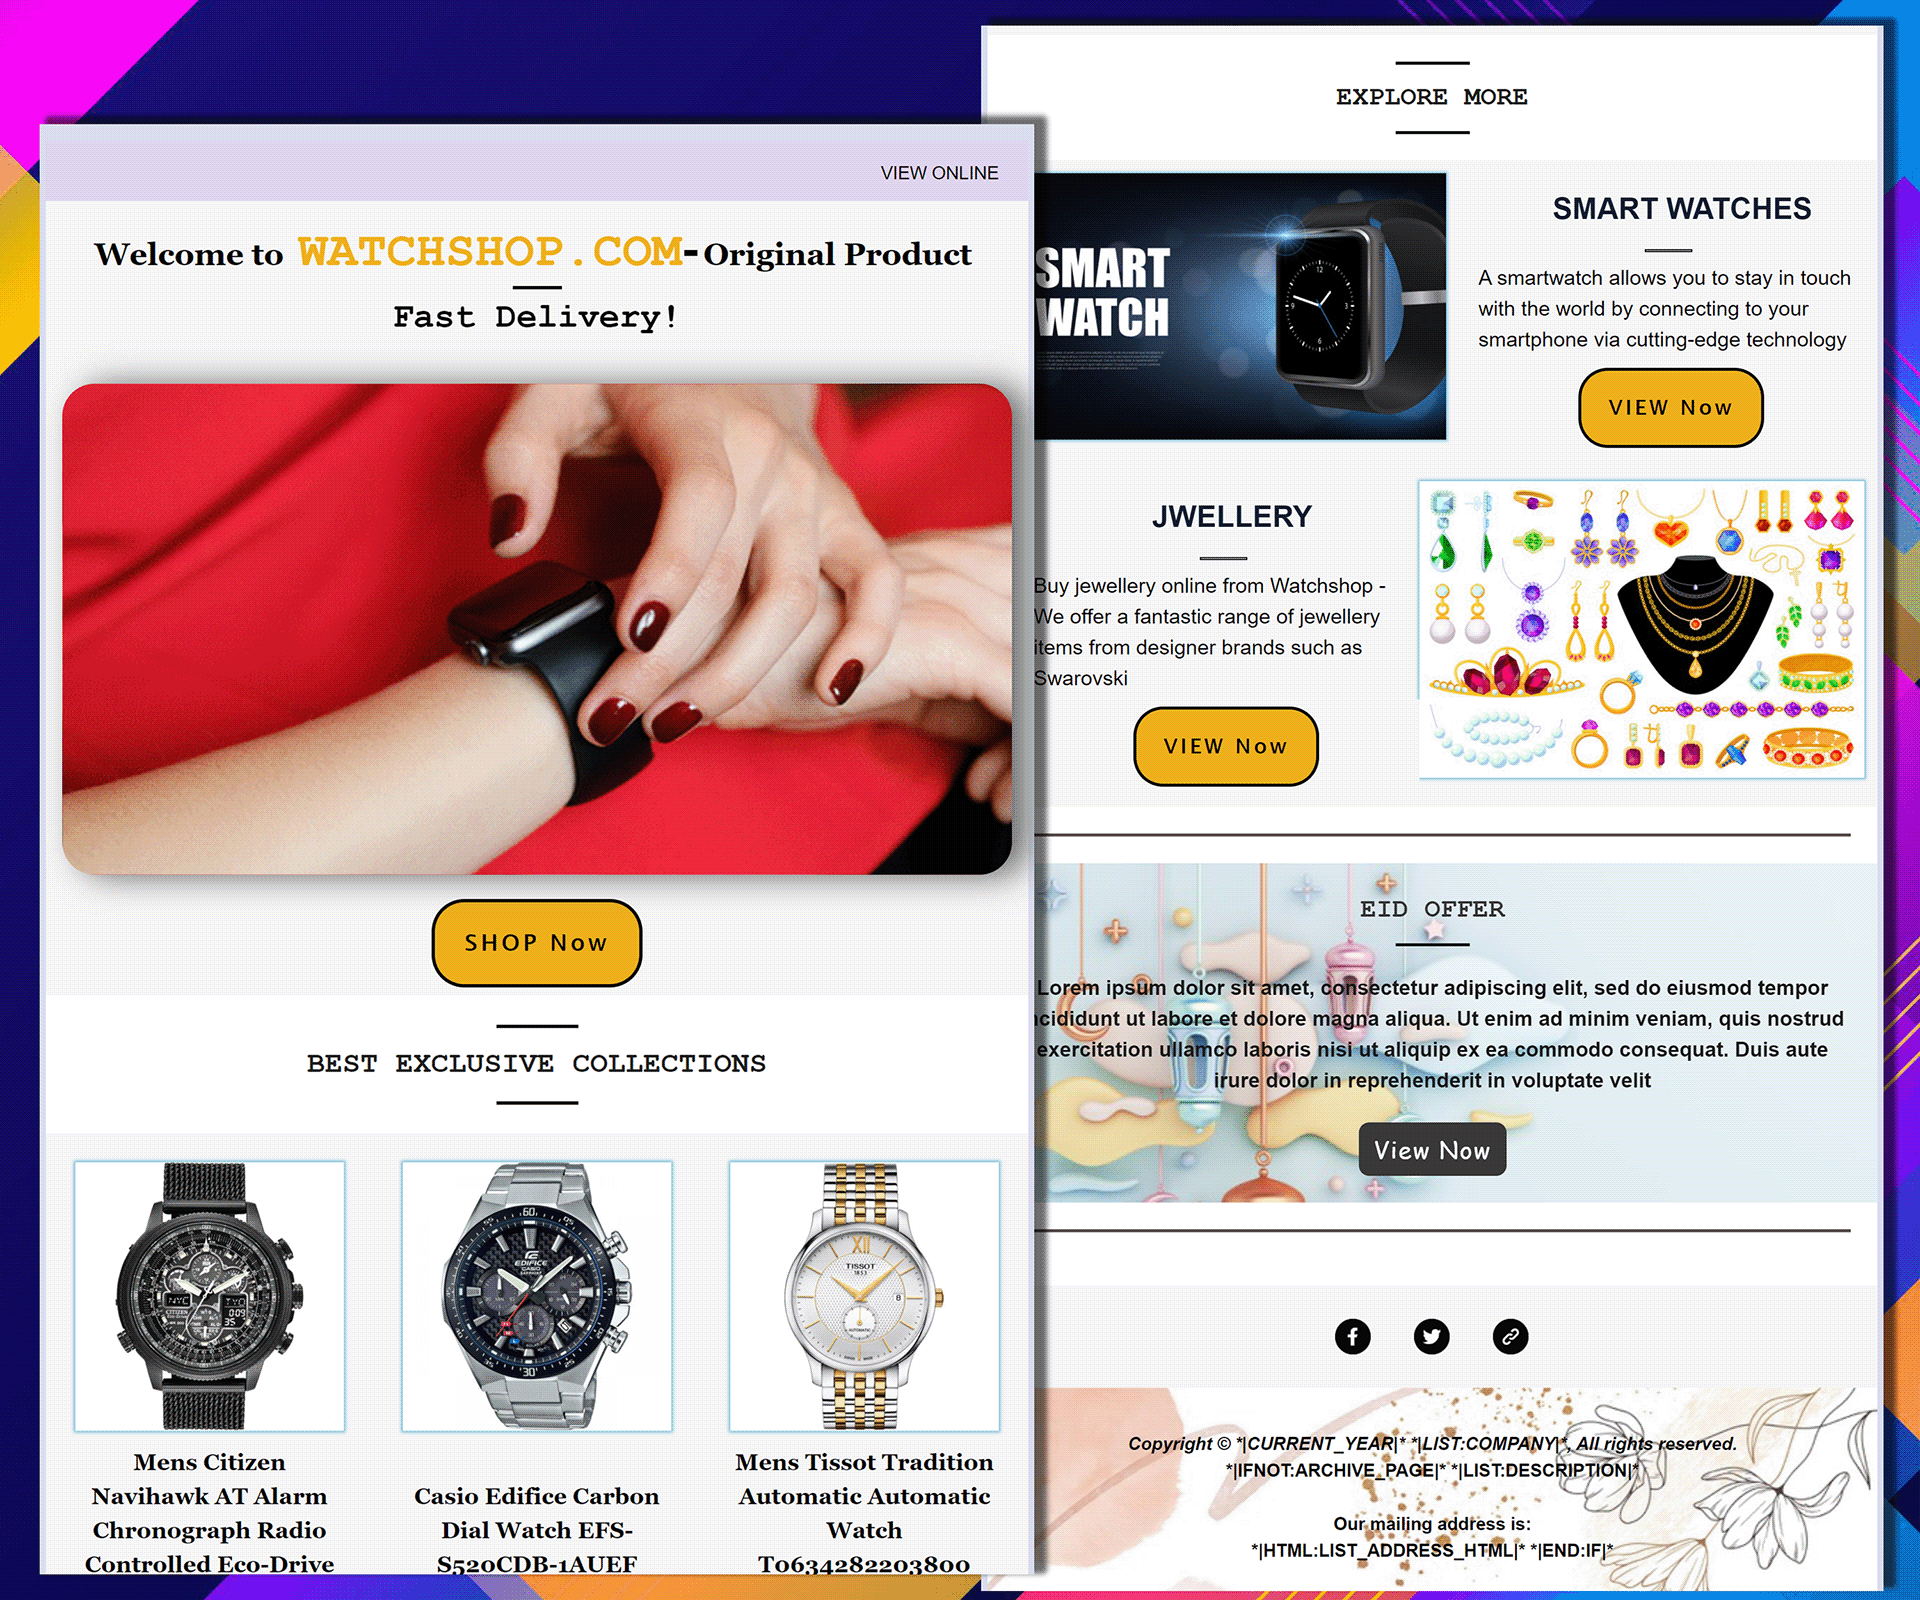 VIEW ONLINE
Welcome to WATCHSHOP.COM-Original Product
Fast Delivery!
SHOP Now
BEST EXCLUSIVE COLLECTIONS
EDIFICE
CASIO
TISSOT
1853
Mens Citizen
Navihawk AT Alarm
Chronograph Radio
Controlled Eco-Drive
Casio Edifice Carbon
Dial Watch EFS-
S520CDB-1AUEF
Mens Tissot Tradition
Automatic Automatic
Watch
T0634282203800
EXPLORE MORE
SMART
WATCH
SMART WATCHES
A smartwatch allows you to stay in touch
with the world by connecting to your
smartphone via cutting-edge technology
VIEW Now
JWELLERY
Buy jewellery online from Watchshop -
We offer a fantastic range of jewellery
items from designer brands such as
Swarovski
VIEW Now
EID OFFER
Lorem ipsum dolor sit amet, consectetur adipiscing elit, sed do eiusmod tempor
ncididunt ut labore et dolore magna aliqua. Ut enim ad minim veniam, quis nostrud
exercitation ullamco laboris nisi ut aliquip ex ea commodo consequat. Duis aute
irure dolor in reprehenderit in voluptate velit
View Now
Copyright © *|CURRENT_YEAR|* *|LIST:COMPANY|*, All rights reserved.
*|IFNOT:ARCHIVE_PAGE|* *|LIST:DESCRIPTION|*
Our mailing address is:
*|HTML:LIST_ADDRESS_HTML|* *|END:IF|*